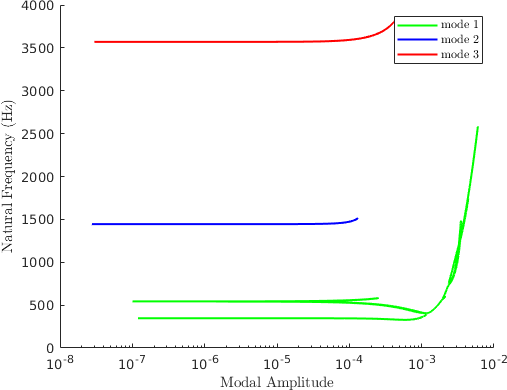 4000
3500
3000
2500
2000
1500
1000
500
0
Natural Frequency (Hz)
mode 1
mode 2
mode 3
10^-8 10^-7 10^-6 10^-5 10^-4 10^-3 10^-2
Modal Amplitude